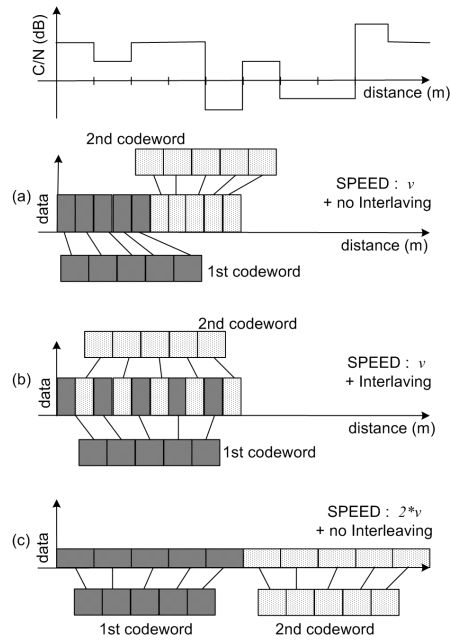 C/N (dB)
distance (m)
2nd codeword
(a)
data
SPEED : v
+ no Interlaving
distance (m)
1st codeword
2nd codeword
(b)
data
SPEED : v
+ Interlaving
distance (m)
1st codeword
SPEED : 2*v
+ no Interleaving
(c)
data
1st codeword
2nd codeword